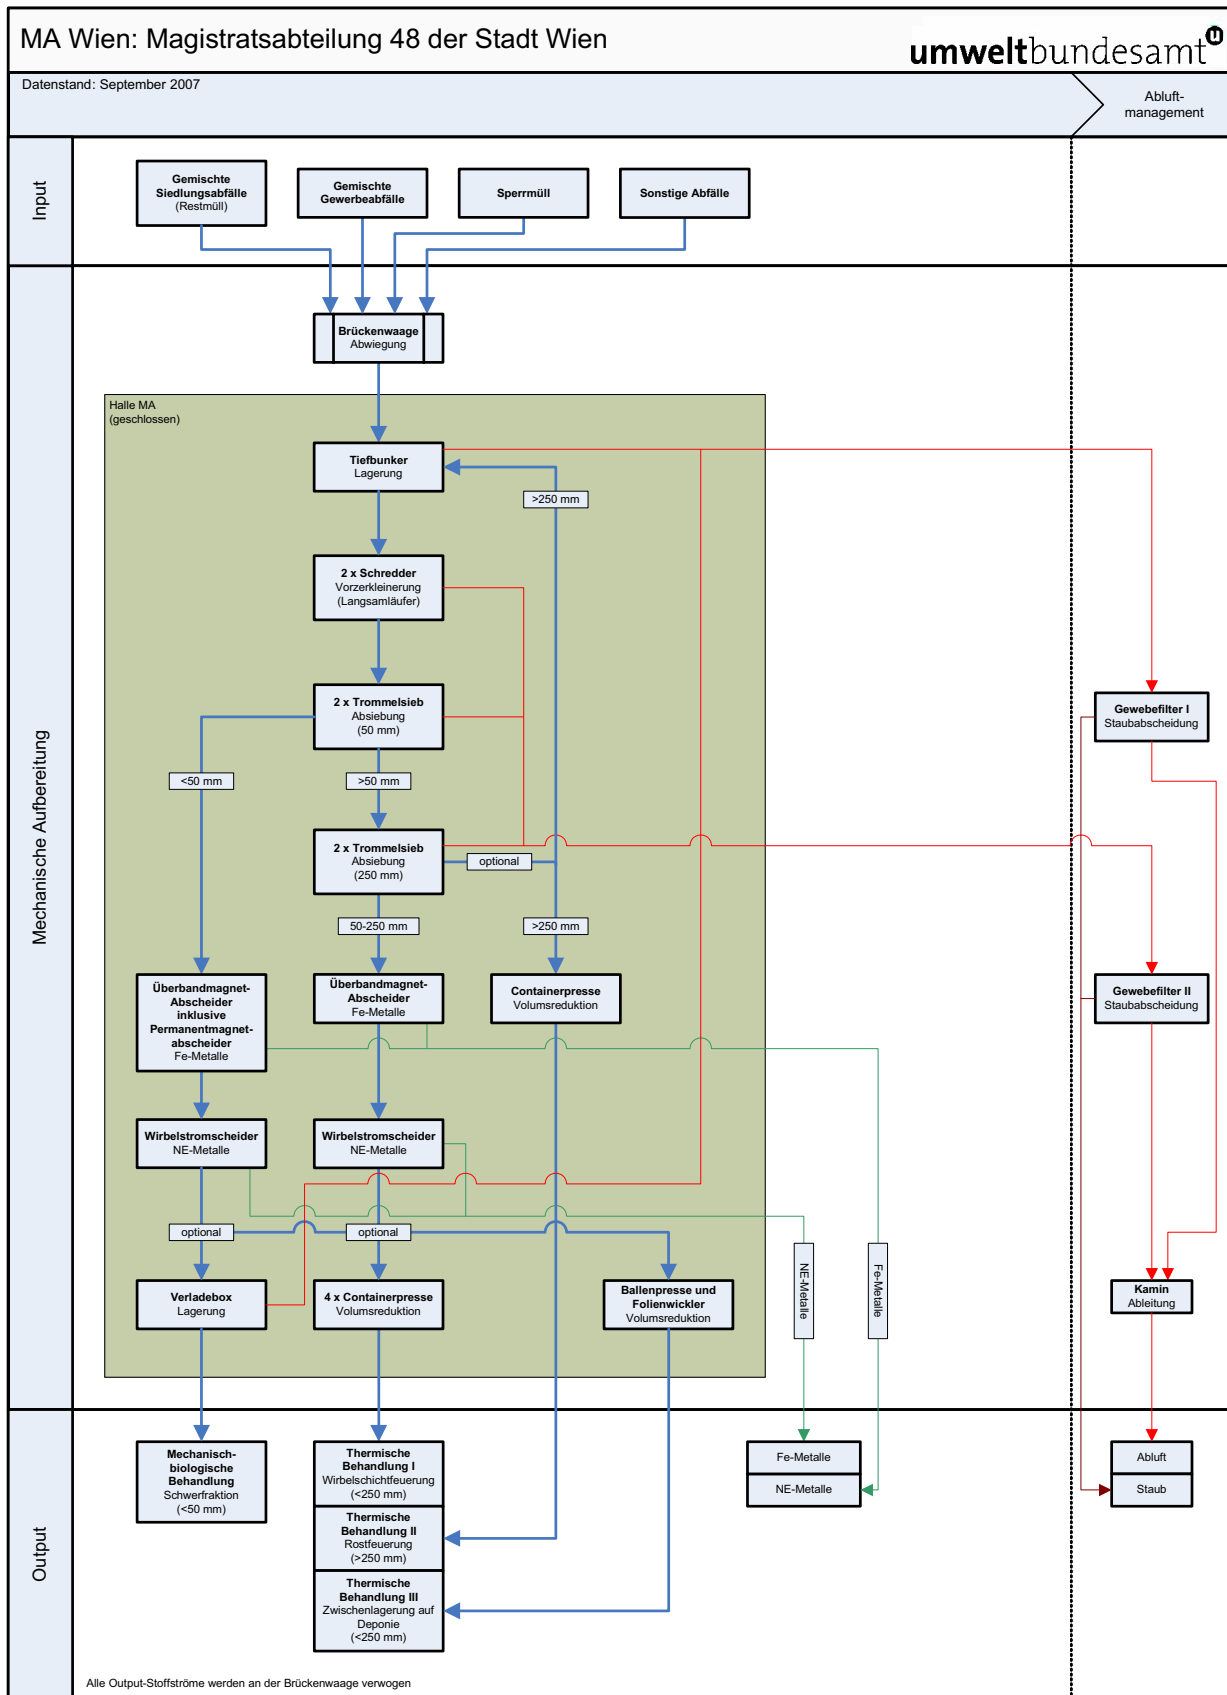 MA Wien: Magistratsabteilung 48 der Stadt Wien
umweltbundesamt
u
Datenstand: September 2007
Abluft-
management
Input
Gemischte
Siedlungsabfälle
(Restmüll)
Gemischte
Gewerbeabfälle
Sperrmüll
Sonstige Abfälle
Mechanische Aufbereitung
Brückenwaage
Abwiegung
Halle MA
(geschlossen)
Tiefbunker
Lagerung
>250 mm
2 x Schredder
Vorzerkleinerung
(Langsamläufer)
2 x Trommelsieb
Absiebung
(50 mm)
Gewebefilter I
Staubabscheidung
<50 mm
>50 mm
2 x Trommelsieb
Absiebung
(250 mm)
optional
50-250 mm
>250 mm
Überbandmagnet-
Abscheider
inklusive
Permanentmagnet-
abscheider
Fe-Metalle
Überbandmagnet-
Abscheider
Fe-Metalle
Containerpresse
Volumsreduktion
Gewebefilter II
Staubabscheidung
Wirbelstromscheider
NE-Metalle
Wirbelstromscheider
NE-Metalle
optional
optional
NE-Metalle
Fe-Metalle
Verladebox
Lagerung
4 x Containerpresse
Volumsreduktion
Ballenpresse und
Folienwickler
Volumsreduktion
Kamin
Ableitung
Output
Mechanisch-
biologische
Behandlung
Schwerfraktion
(<50 mm)
Thermische
Behandlung I
Wirbelschichtfeuerung
(<250 mm)
Thermische
Behandlung II
Rostfeuerung
(>250 mm)
Thermische
Behandlung III
Zwischenlagerung auf
Deponie
(<250 mm)
Fe-Metalle
NE-Metalle
Abluft
Staub
Alle Output-Stoffströme werden an der Brückenwaage verwogen